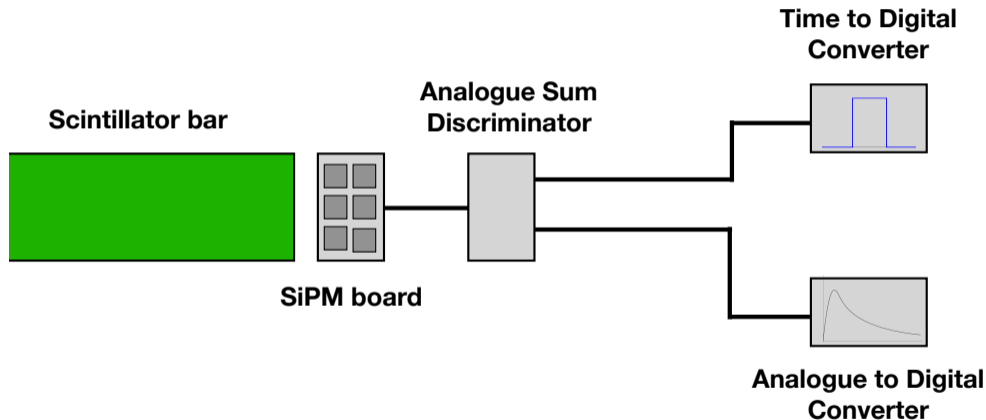 Time to Digital
Converter
Analogue Sum
Discriminator
Scintillator bar
SiPM board
Analogue to Digital
Converter